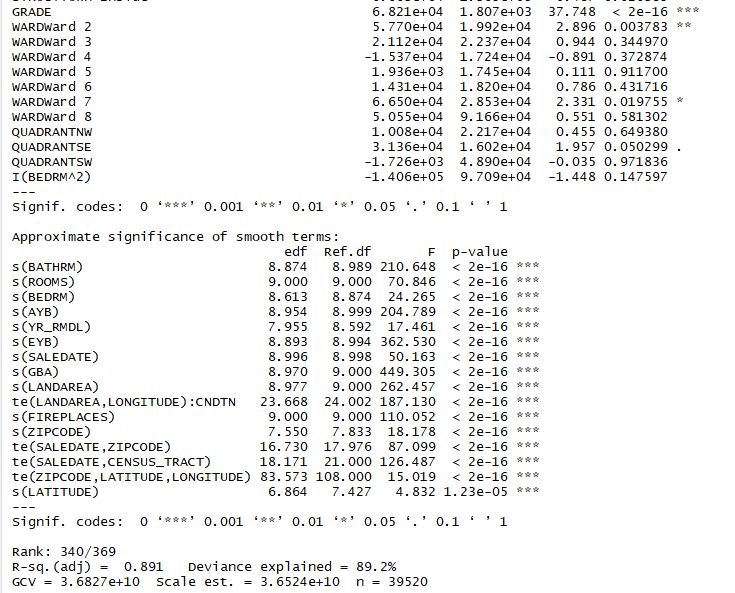 GRADE 6.821e+04 1.807e+03 37.748 < 2e-16 ***
WARDWard 2 5.770e+04 1.992e+04 2.896 0.003783 **
WARDWard 3 2.112e+04 2.237e+04 0.944 0.344970
WARDWard 4 -1.537e+04 1.724e+04 -0.891 0.372874
WARDWard 5 1.936e+03 1.745e+04 0.111 0.911700
WARDWard 6 1.431e+04 1.820e+04 0.786 0.431716
WARDWard 7 6.650e+04 2.853e+04 2.331 0.019755 *
WARDWard 8 5.055e+04 9.166e+04 0.551 0.581302
QUADRANTNW 1.008e+04 2.217e+04 0.455 0.649380
QUADRANTSE 3.136e+04 1.602e+04 1.957 0.050299 .
QUADRANTSW -1.726e+03 4.890e+04 -0.035 0.971836
I(BEDRM^2) -1.406e+05 9.709e+04 -1.448 0.147597
---
Signif. codes: 0 ‘***’ 0.001 ‘**’ 0.01 ‘*’ 0.05 ‘.’ 0.1 ‘ ’ 1
Approximate significance of smooth terms:
edf Ref.df F p-value
s(BATHRM) 8.874 8.989 210.648 < 2e-16 ***
s(ROOMS) 9.000 9.000 70.846 < 2e-16 ***
s(BEDRM) 8.613 8.874 24.265 < 2e-16 ***
s(AYB) 8.954 8.999 204.789 < 2e-16 ***
s(YR_RMDL) 7.955 8.592 17.461 < 2e-16 ***
s(EYB) 8.893 8.994 362.530 < 2e-16 ***
s(SALEDATE) 8.996 8.998 50.163 < 2e-16 ***
s(GBA) 8.970 9.000 449.305 < 2e-16 ***
s(LANDAREA) 8.977 9.000 262.457 < 2e-16 ***
te(LANDAREA,LONGITUDE):CNDTN 23.668 24.002 187.130 < 2e-16 ***
s(FIREPLACES) 9.000 9.000 110.052 < 2e-16 ***
s(ZIPCODE) 7.550 7.833 18.178 < 2e-16 ***
te(SALEDATE,ZIPCODE) 16.730 17.976 87.099 < 2e-16 ***
te(SALEDATE,CENSUS_TRACT) 18.171 21.000 126.487 < 2e-16 ***
te(ZIPCODE,LATITUDE,LONGITUDE) 83.573 108.000 15.019 < 2e-16 ***
s(LATITUDE) 6.864 7.427 4.832 1.23e-05 ***
---
Signif. codes: 0 ‘***’ 0.001 ‘**’ 0.01 ‘*’ 0.05 ‘.’ 0.1 ‘ ’ 1
Rank: 340/369
R-sq.(adj) = 0.891 Deviance explained = 89.2%
GCV = 3.6827e+10 Scale est. = 3.6524e+10 n = 39520